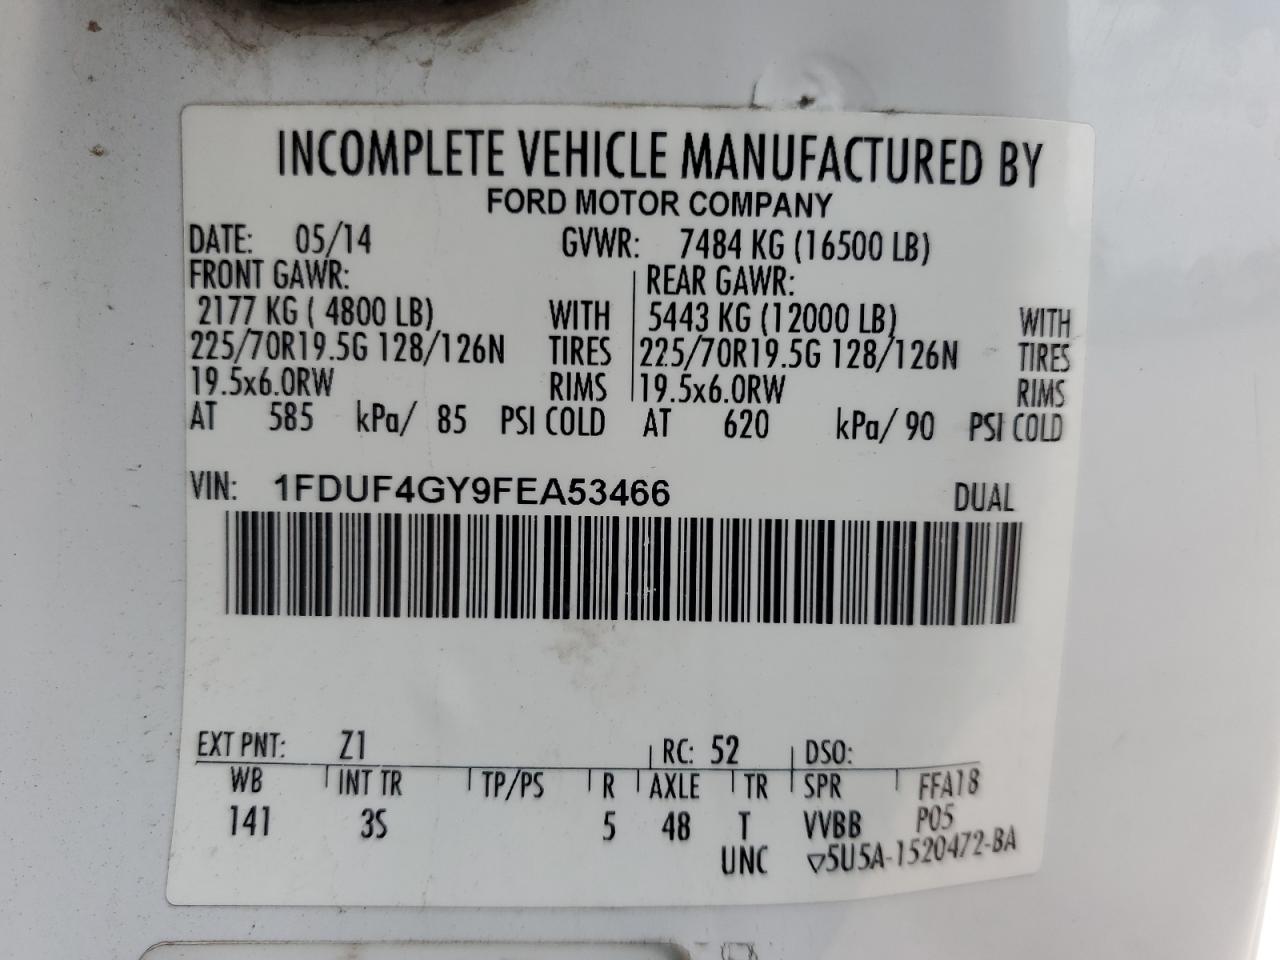 INCOMPLETE VEHICLE MANUFACTURED BY
FORD MOTOR COMPANY
DATE: 05/14 GVWR: 7484 KG (16500 LB)
FRONT GAWR: REAR GAWR:
2177 KG ( 4800 LB) WITH 5443 KG (12000 LB) WITH
225/70R19.5G 128/126N TIRES 225/70R19.5G 128/126N TIRES
19.5x6.0RW RIMS 19.5x6.0RW RIMS
AT 585 kPa/ 85 PSI COLD AT 620 kPa/ 90 PSI COLD
VIN: 1FDUF4GY9FEA53466 DUAL
EXT PNT: Z1 RC: 52 DSO:
WB INT TR TP/PS R AXLE TR SPR FFA18
141 3S 5 48 T VVBB P05
UNC ▽5U5A-1520472-BA